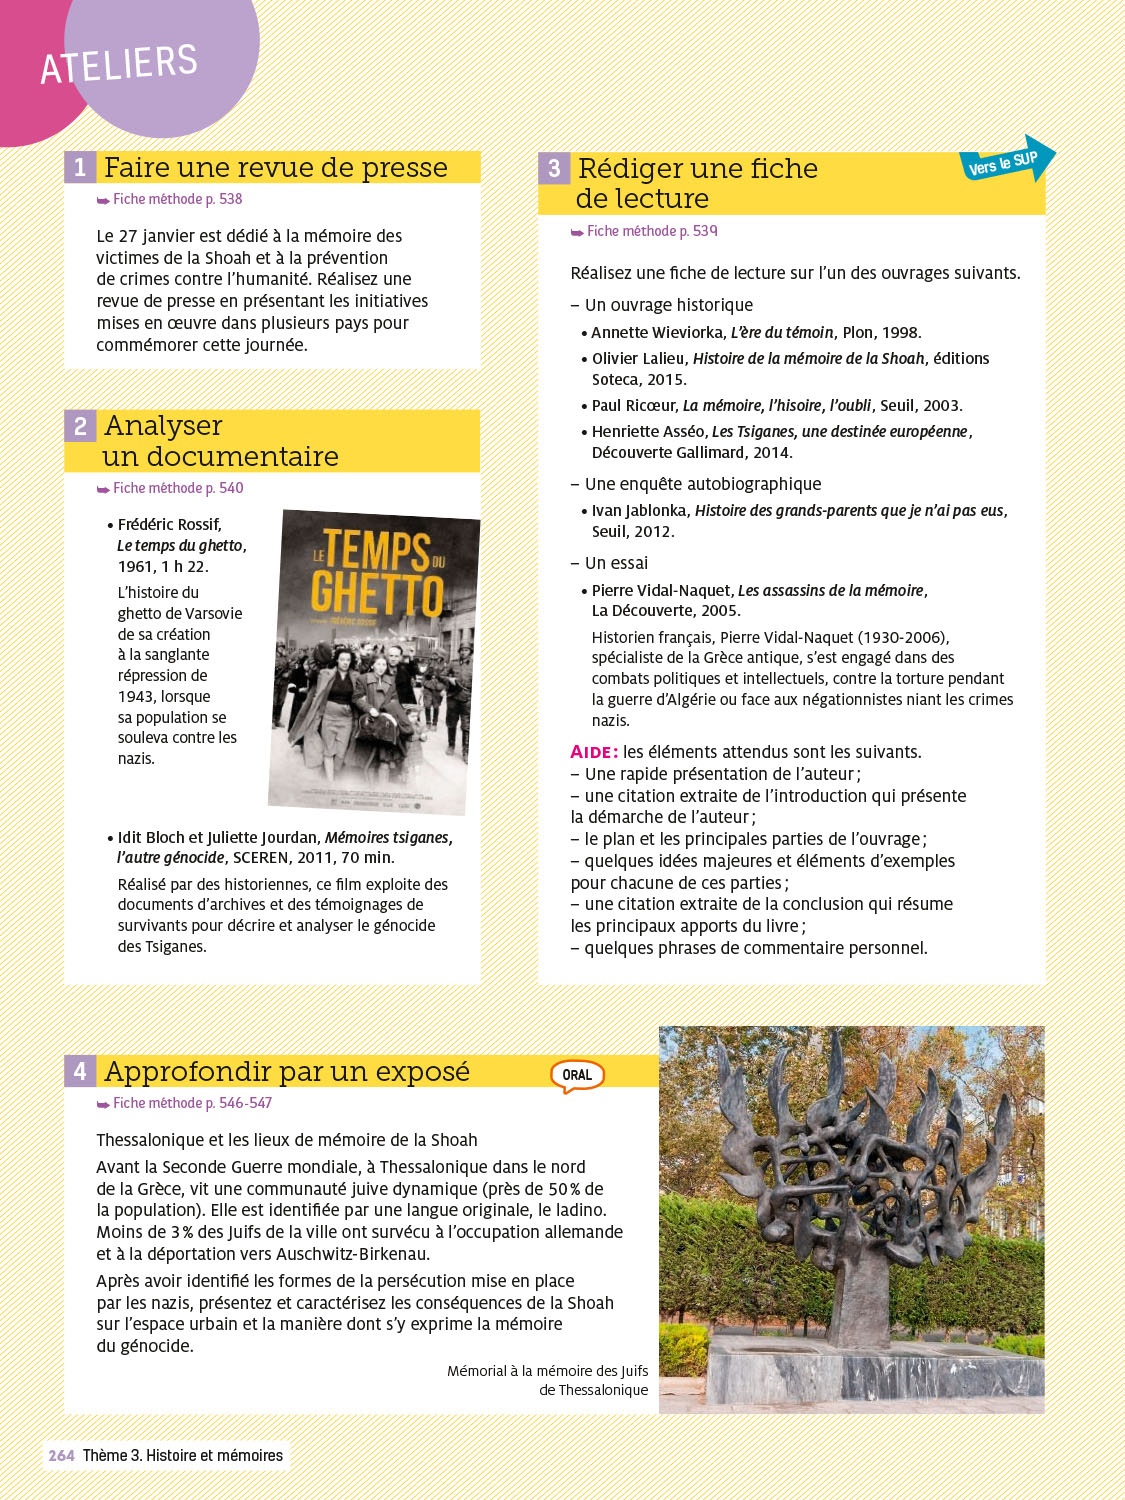 ATELIERS
1 Faire une revue de presse
Fiche méthode p. 538
Le 27 janvier est dédié à la mémoire des
victimes de la Shoah et à la prévention
de crimes contre l'humanité. Réalisez une
revue de presse en présentant les initiatives
mises en œuvre dans plusieurs pays pour
commémorer cette journée.
2 Analyser
un documentaire
Fiche méthode p. 540
• Frédéric Rossif,
Le temps du ghetto,
1961, 1 h 22.
L'histoire du
ghetto de Varsovie
de sa création
à la sanglante
répression de
1943, lorsque
sa population se
souleva contre les
nazis.
LE TEMPS DU
GHETTO
FRÉDÉRIC ROSSIF
• Idit Bloch et Juliette Jourdan, Mémoires tsiganes,
l'autre génocide, SCEREN, 2011, 70 min.
Réalisé par des historiennes, ce film exploite des
documents d'archives et des témoignages de
survivants pour décrire et analyser le génocide
des Tsiganes.
3 Rédiger une fiche
de lecture
Vers le SUP
Fiche méthode p. 539
Réalisez une fiche de lecture sur l'un des ouvrages suivants.
– Un ouvrage historique
• Annette Wieviorka, L'ère du témoin, Plon, 1998.
• Olivier Lalieu, Histoire de la mémoire de la Shoah, éditions
Soteca, 2015.
• Paul Ricœur, La mémoire, l'hisoire, l'oubli, Seuil, 2003.
• Henriette Asséo, Les Tsiganes, une destinée européenne,
Découverte Gallimard, 2014.
– Une enquête autobiographique
• Ivan Jablonka, Histoire des grands-parents que je n'ai pas eus,
Seuil, 2012.
– Un essai
• Pierre Vidal-Naquet, Les assassins de la mémoire,
La Découverte, 2005.
Historien français, Pierre Vidal-Naquet (1930-2006),
spécialiste de la Grèce antique, s'est engagé dans des
combats politiques et intellectuels, contre la torture pendant
la guerre d'Algérie ou face aux négationnistes niant les crimes
nazis.
AIDE : les éléments attendus sont les suivants.
– Une rapide présentation de l'auteur ;
– une citation extraite de l'introduction qui présente
la démarche de l'auteur ;
– le plan et les principales parties de l'ouvrage ;
– quelques idées majeures et éléments d'exemples
pour chacune de ces parties ;
– une citation extraite de la conclusion qui résume
les principaux apports du livre ;
– quelques phrases de commentaire personnel.
4 Approfondir par un exposé
ORAL
Fiche méthode p. 546-547
Thessalonique et les lieux de mémoire de la Shoah
Avant la Seconde Guerre mondiale, à Thessalonique dans le nord
de la Grèce, vit une communauté juive dynamique (près de 50 % de
la population). Elle est identifiée par une langue originale, le ladino.
Moins de 3 % des Juifs de la ville ont survécu à l'occupation allemande
et à la déportation vers Auschwitz-Birkenau.
Après avoir identifié les formes de la persécution mise en place
par les nazis, présentez et caractérisez les conséquences de la Shoah
sur l'espace urbain et la manière dont s'y exprime la mémoire
du génocide.
Mémorial à la mémoire des Juifs
de Thessalonique
264 Thème 3. Histoire et mémoires